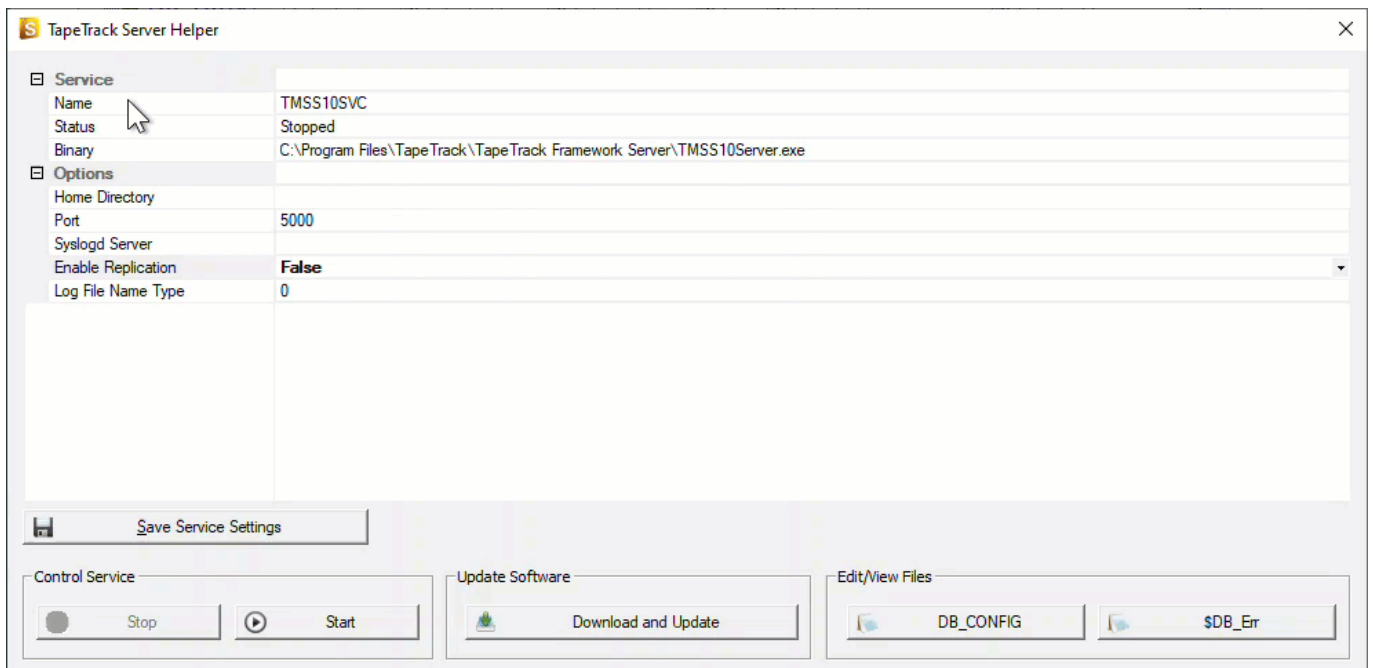 TapeTrack Server Helper
Service
Name TMSS10SVC
Status Stopped
Binary C:\Program Files\TapeTrack\TapeTrack Framework Server\TMSS10Server.exe
Options
Home Directory
Port 5000
Syslogd Server
Enable Replication False
Log File Name Type 0
Save Service Settings
Control Service Update Software Edit/View Files
Stop Start Download and Update DB_CONFIG $DB_Err